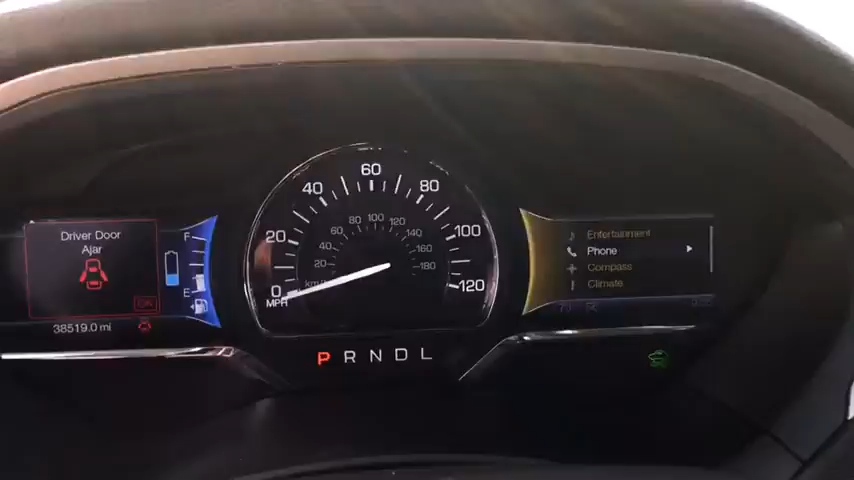 Driver Door
Ajar
OK
38519.0 mi
F
E
0 20 40 60 80 100 120
MPH
20 40 60 80 100 120 140 160 180
km/h
P R N D L
Entertainment
Phone
Compass
Climate